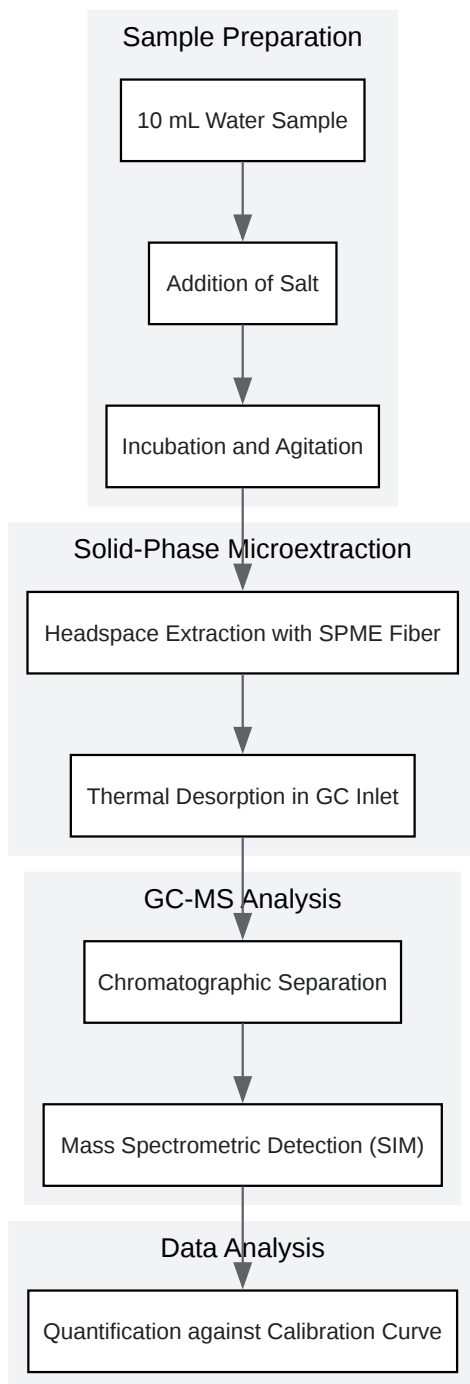 Sample Preparation
10 mL Water Sample
Addition of Salt
Incubation and Agitation
Solid-Phase Microextraction
Headspace Extraction with SPME Fiber
Thermal Desorption in GC Inlet
GC-MS Analysis
Chromatographic Separation
Mass Spectrometric Detection (SIM)
Data Analysis
Quantification against Calibration Curve